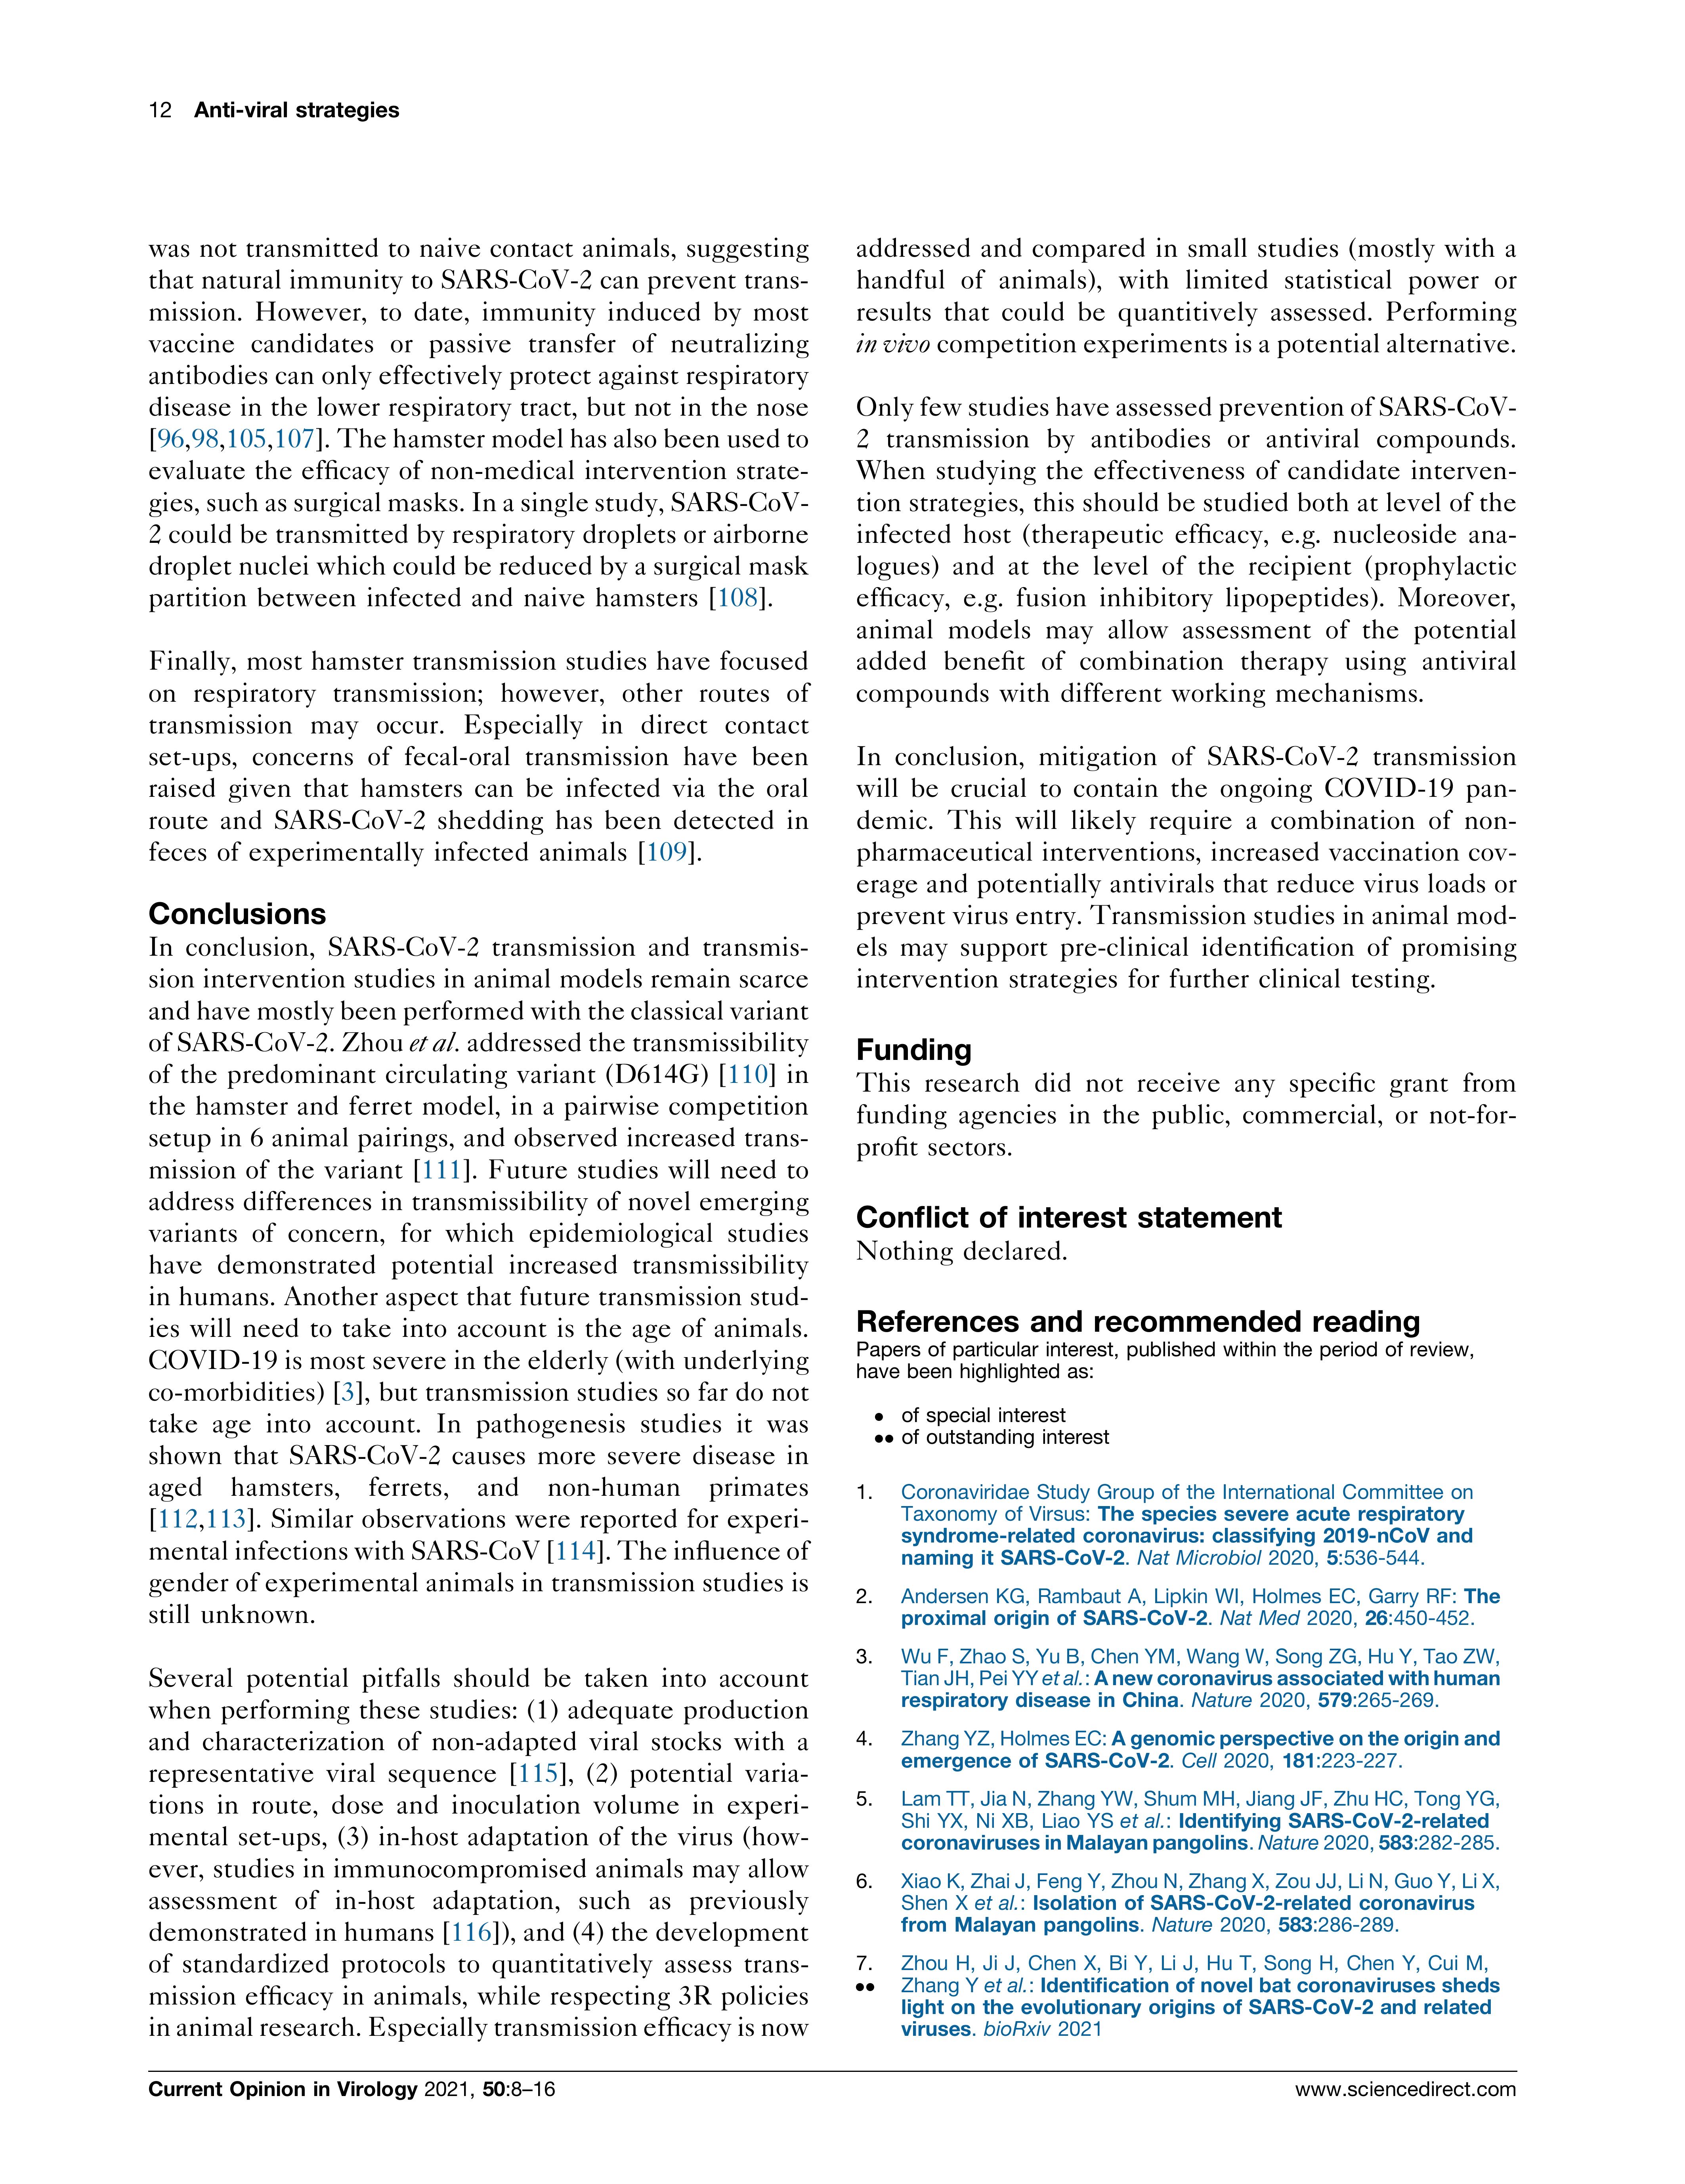 12 Anti-viral strategies
was not transmitted to naive contact animals, suggesting
that natural immunity to SARS-CoV-2 can prevent trans-
mission. However, to date, immunity induced by most
vaccine candidates or passive transfer of neutralizing
antibodies can only effectively protect against respiratory
disease in the lower respiratory tract, but not in the nose
[96,98,105,107]. The hamster model has also been used to
evaluate the efficacy of non-medical intervention strate-
gies, such as surgical masks. In a single study, SARS-CoV-
2 could be transmitted by respiratory droplets or airborne
droplet nuclei which could be reduced by a surgical mask
partition between infected and naive hamsters [108].
Finally, most hamster transmission studies have focused
on respiratory transmission; however, other routes of
transmission may occur. Especially in direct contact
set-ups, concerns of fecal-oral transmission have been
raised given that hamsters can be infected via the oral
route and SARS-CoV-2 shedding has been detected in
feces of experimentally infected animals [109].
Conclusions
In conclusion, SARS-CoV-2 transmission and transmis-
sion intervention studies in animal models remain scarce
and have mostly been performed with the classical variant
of SARS-CoV-2. Zhou et al. addressed the transmissibility
of the predominant circulating variant (D614G) [110] in
the hamster and ferret model, in a pairwise competition
setup in 6 animal pairings, and observed increased trans-
mission of the variant [111]. Future studies will need to
address differences in transmissibility of novel emerging
variants of concern, for which epidemiological studies
have demonstrated potential increased transmissibility
in humans. Another aspect that future transmission stud-
ies will need to take into account is the age of animals.
COVID-19 is most severe in the elderly (with underlying
co-morbidities) [3], but transmission studies so far do not
take age into account. In pathogenesis studies it was
shown that SARS-CoV-2 causes more severe disease in
aged hamsters, ferrets, and non-human primates
[112,113]. Similar observations were reported for experi-
mental infections with SARS-CoV [114]. The influence of
gender of experimental animals in transmission studies is
still unknown.
Several potential pitfalls should be taken into account
when performing these studies: (1) adequate production
and characterization of non-adapted viral stocks with a
representative viral sequence [115], (2) potential varia-
tions in route, dose and inoculation volume in experi-
mental set-ups, (3) in-host adaptation of the virus (how-
ever, studies in immunocompromised animals may allow
assessment of in-host adaptation, such as previously
demonstrated in humans [116]), and (4) the development
of standardized protocols to quantitatively assess trans-
mission efficacy in animals, while respecting 3R policies
in animal research. Especially transmission efficacy is now
addressed and compared in small studies (mostly with a
handful of animals), with limited statistical power or
results that could be quantitively assessed. Performing
in vivo competition experiments is a potential alternative.
Only few studies have assessed prevention of SARS-CoV-
2 transmission by antibodies or antiviral compounds.
When studying the effectiveness of candidate interven-
tion strategies, this should be studied both at level of the
infected host (therapeutic efficacy, e.g. nucleoside ana-
logues) and at the level of the recipient (prophylactic
efficacy, e.g. fusion inhibitory lipopeptides). Moreover,
animal models may allow assessment of the potential
added benefit of combination therapy using antiviral
compounds with different working mechanisms.
In conclusion, mitigation of SARS-CoV-2 transmission
will be crucial to contain the ongoing COVID-19 pan-
demic. This will likely require a combination of non-
pharmaceutical interventions, increased vaccination cov-
erage and potentially antivirals that reduce virus loads or
prevent virus entry. Transmission studies in animal mod-
els may support pre-clinical identification of promising
intervention strategies for further clinical testing.
Funding
This research did not receive any specific grant from
funding agencies in the public, commercial, or not-for-
profit sectors.
Conflict of interest statement
Nothing declared.
References and recommended reading
Papers of particular interest, published within the period of review,
have been highlighted as:
• of special interest
•• of outstanding interest
1. Coronaviridae Study Group of the International Committee on
Taxonomy of Virsus: The species severe acute respiratory
syndrome-related coronavirus: classifying 2019-nCoV and
naming it SARS-CoV-2. Nat Microbiol 2020, 5:536-544.
2. Andersen KG, Rambaut A, Lipkin WI, Holmes EC, Garry RF: The
proximal origin of SARS-CoV-2. Nat Med 2020, 26:450-452.
3. Wu F, Zhao S, Yu B, Chen YM, Wang W, Song ZG, Hu Y, Tao ZW,
Tian JH, Pei YY et al.: A new coronavirus associated with human
respiratory disease in China. Nature 2020, 579:265-269.
4. Zhang YZ, Holmes EC: A genomic perspective on the origin and
emergence of SARS-CoV-2. Cell 2020, 181:223-227.
5. Lam TT, Jia N, Zhang YW, Shum MH, Jiang JF, Zhu HC, Tong YG,
Shi YX, Ni XB, Liao YS et al.: Identifying SARS-CoV-2-related
coronaviruses in Malayan pangolins. Nature 2020, 583:282-285.
6. Xiao K, Zhai J, Feng Y, Zhou N, Zhang X, Zou JJ, Li N, Guo Y, Li X,
Shen X et al.: Isolation of SARS-CoV-2-related coronavirus
from Malayan pangolins. Nature 2020, 583:286-289.
7. Zhou H, Ji J, Chen X, Bi Y, Li J, Hu T, Song H, Chen Y, Cui M,
•• Zhang Y et al.: Identification of novel bat coronaviruses sheds
light on the evolutionary origins of SARS-CoV-2 and related
viruses. bioRxiv 2021
Current Opinion in Virology 2021, 50:8–16
www.sciencedirect.com